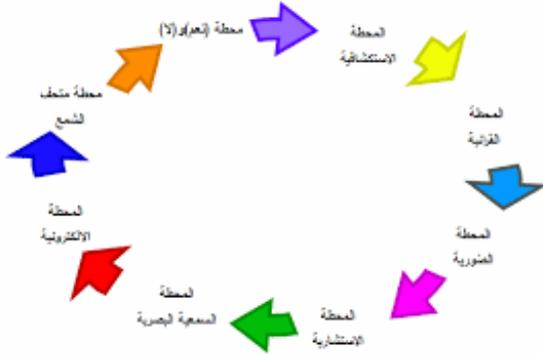 محطة (نعم)و(لا)
المحطة
الاستكشافية
المحطة
القرائية
المحطة
الصورية
المحطة
الاستشارية
المحطة
السمعية البصرية
المحطة
الالكترونية
محطة متحف
الشمع